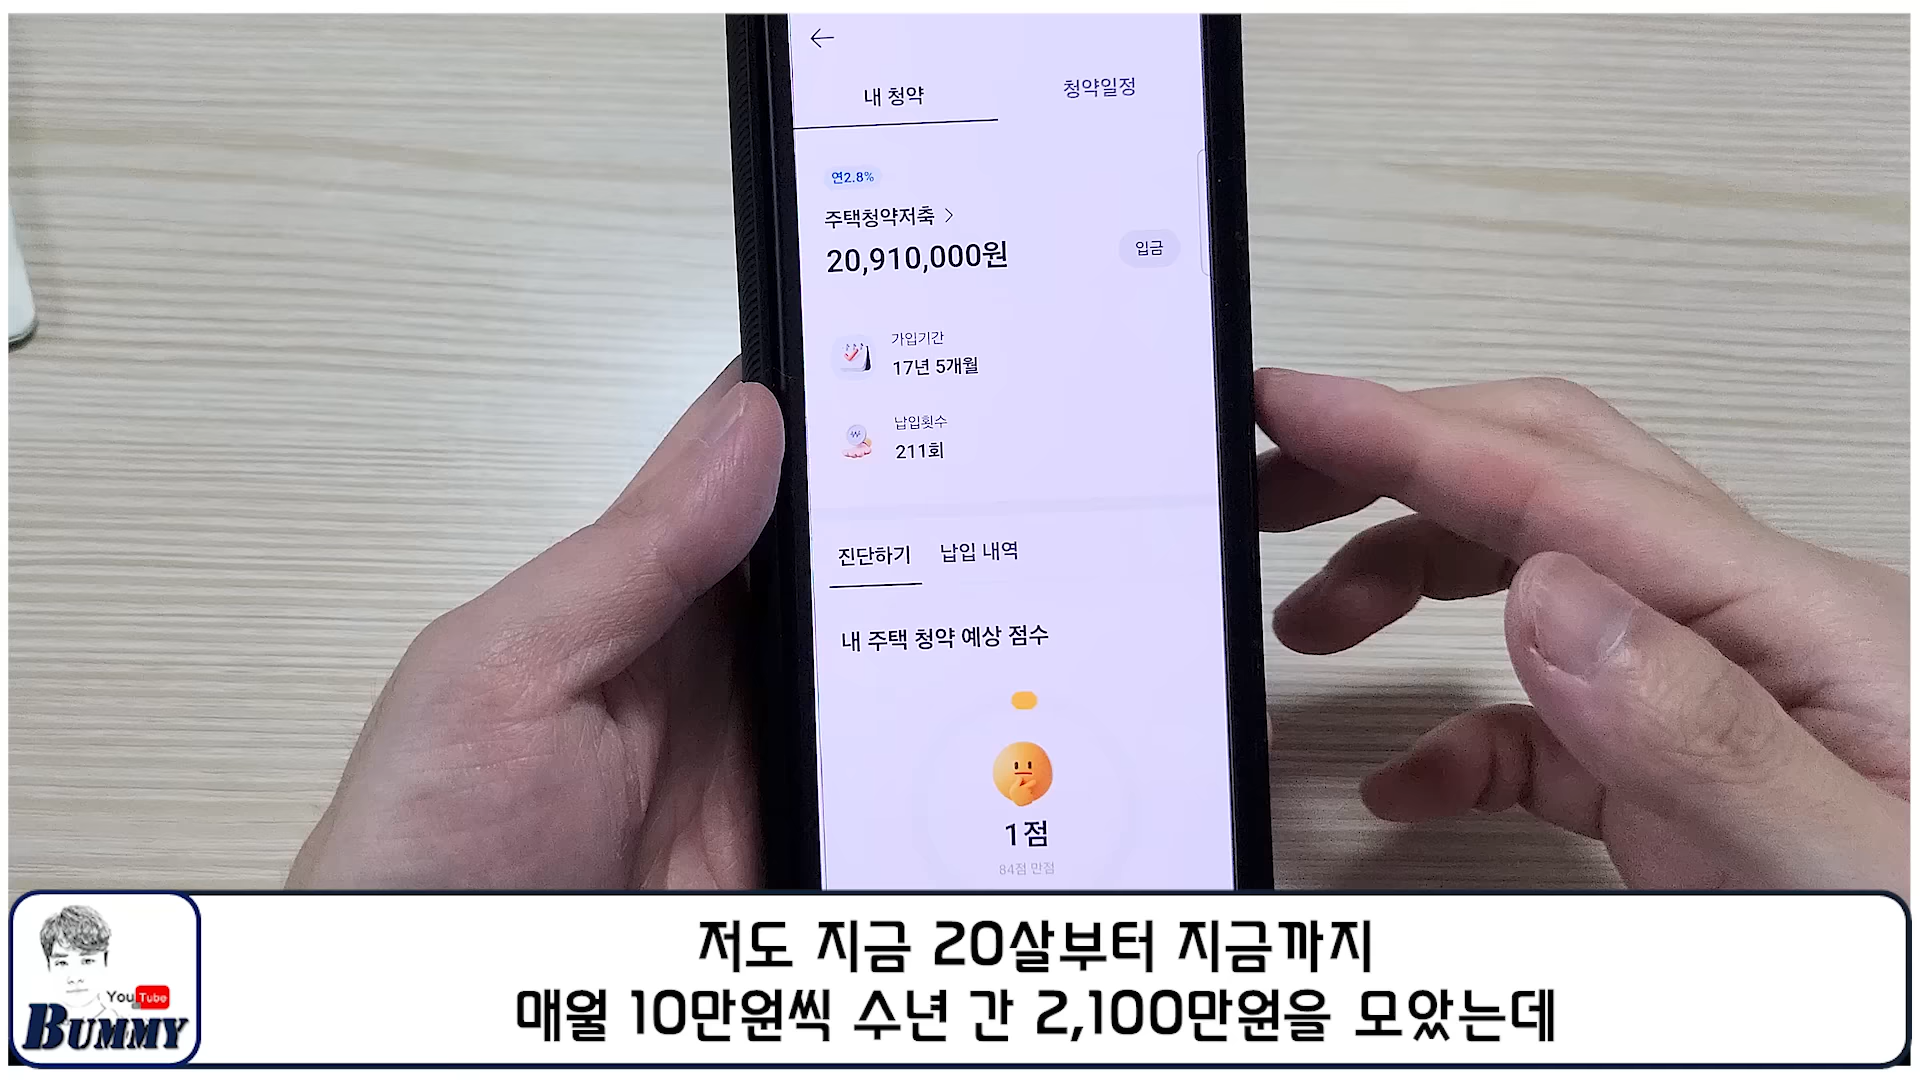 내 청약
청약일정
연2.8%
주택청약저축 >
20,910,000원
입금
가입기간
17년 5개월
납입횟수
211회
진단하기
납입 내역
내 주택 청약 예상 점수
1점
84점 만점
You Tube
BUMMY
저도 지금 20살부터 지금까지
매월 10만원씩 수년 간 2,100만원을 모았는데